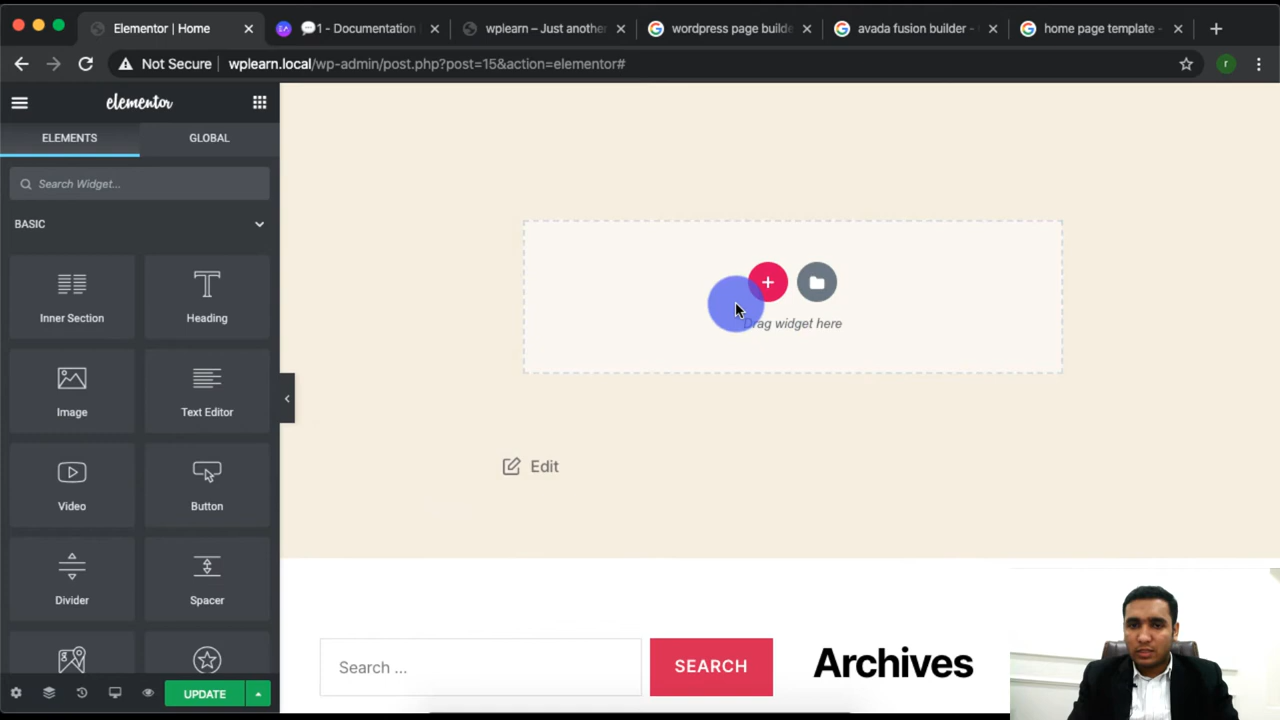 Elementor | Home
1 - Documentation
wplearn – Just another
wordpress page builde
avada fusion builder -
home page template -
Not Secure
wplearn.local/wp-admin/post.php?post=15&action=elementor#
r
elementor
ELEMENTS
GLOBAL
Search Widget...
BASIC
Inner Section
Heading
Image
Text Editor
Video
Button
Divider
Spacer
UPDATE
Drag widget here
Edit
Search ...
SEARCH
Archives